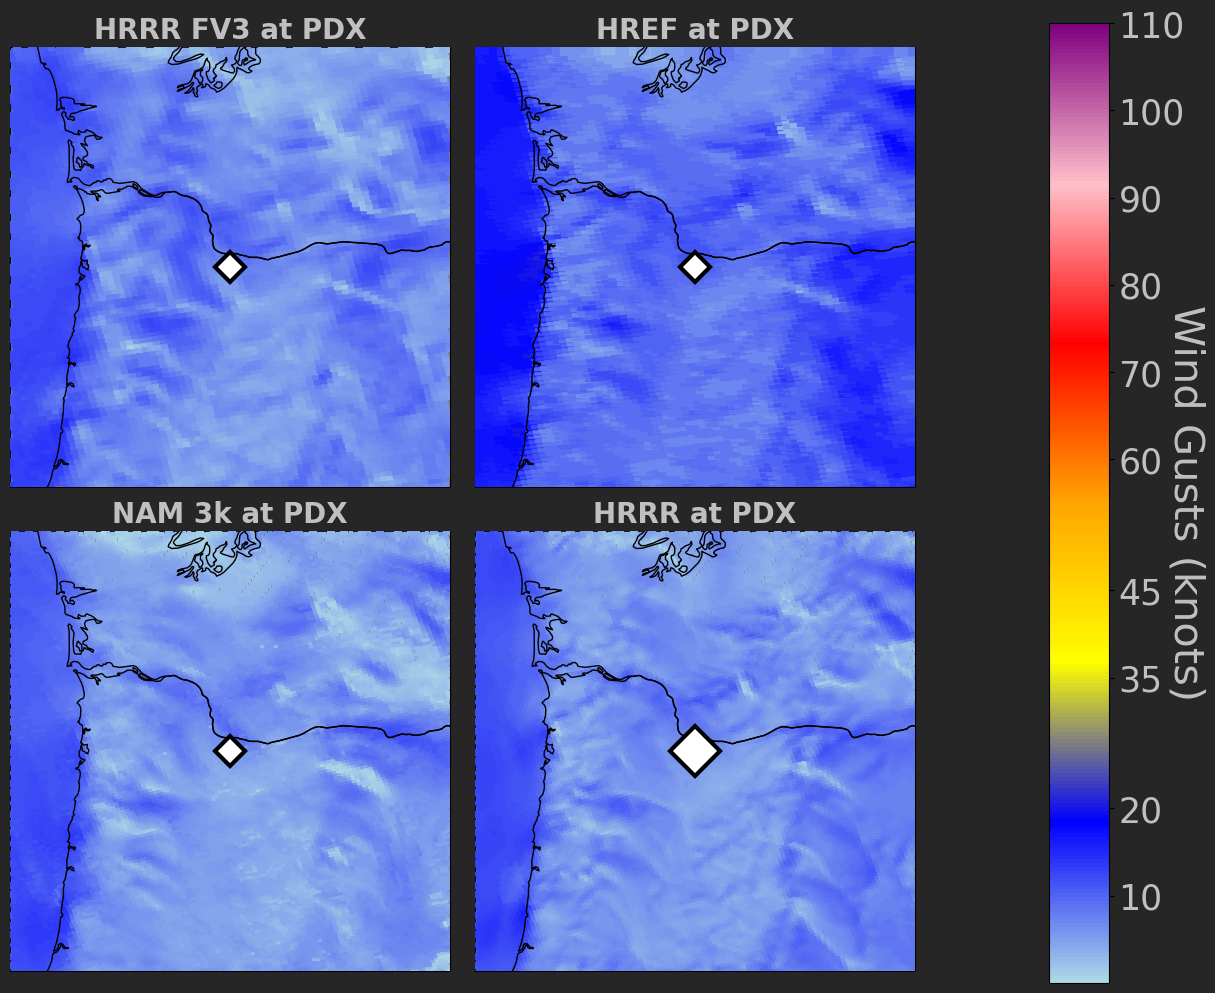 HRRR FV3 at PDX
HREF at PDX
NAM 3k at PDX
HRRR at PDX
110
100
90
80
70
60
45
35
20
10
Wind Gusts (knots)